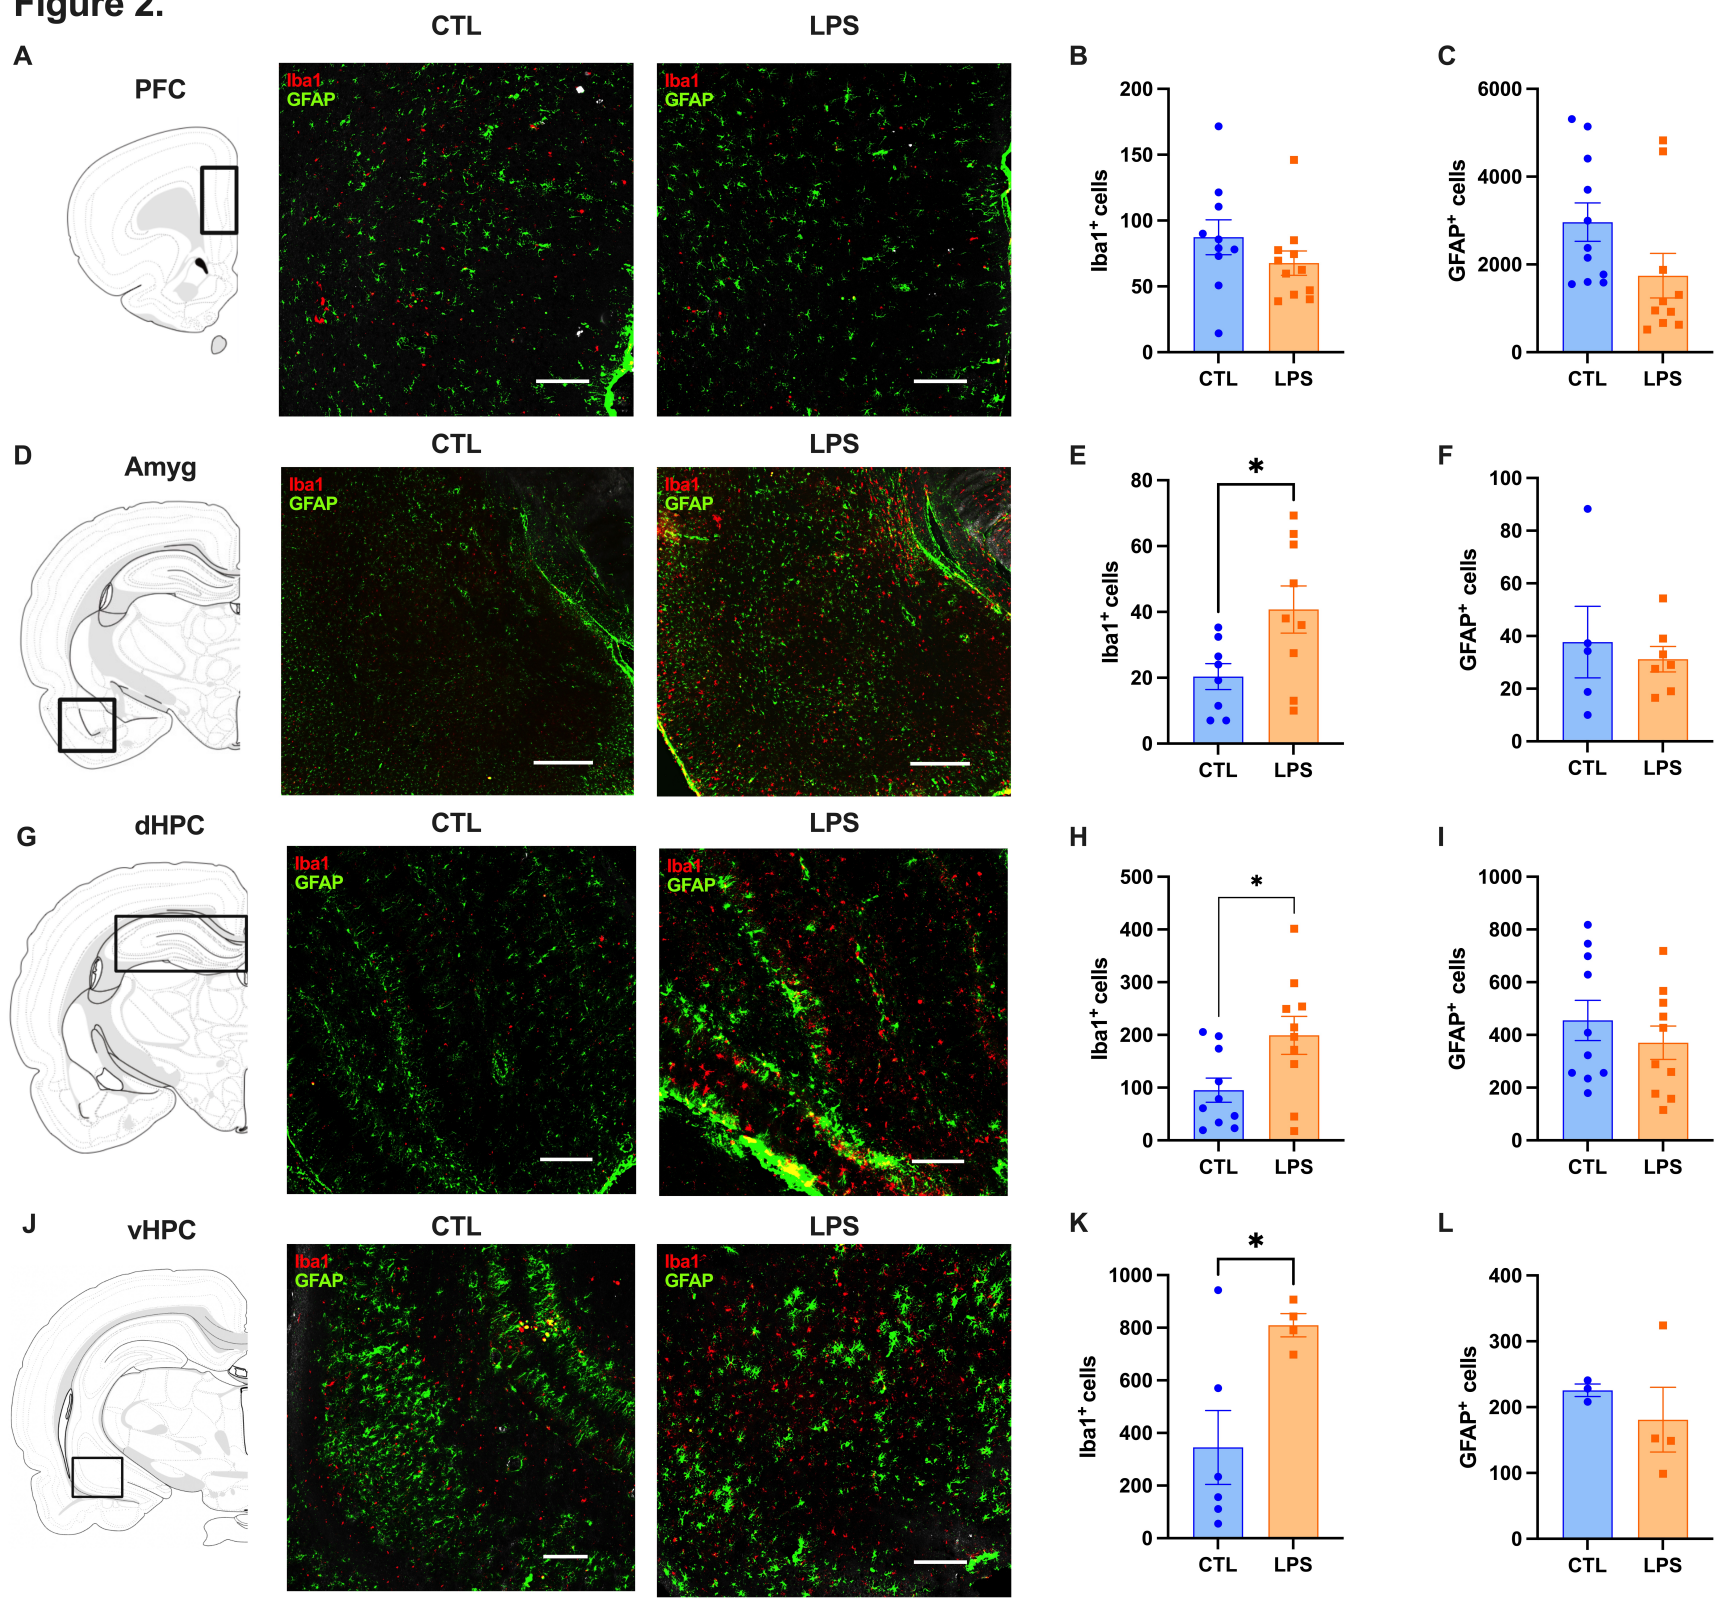 Figure 2.
CTL LPS
A B C
PFC
Iba1
GFAP
Iba1
GFAP
Iba1+ cells
200
150
100
50
0
CTL LPS
GFAP+ cells
6000
4000
2000
0
CTL LPS
CTL LPS
D E F
Amyg
Iba1
GFAP
Iba1
GFAP
*
Iba1+ cells
80
60
40
20
0
CTL LPS
GFAP+ cells
100
80
60
40
20
0
CTL LPS
dHPC CTL LPS
G H I
Iba1
GFAP
Iba1
GFAP
*
Iba1+ cells
500
400
300
200
100
0
CTL LPS
GFAP+ cells
1000
800
600
400
200
0
CTL LPS
J K L
vHPC CTL LPS
Iba1
GFAP
Iba1
GFAP
*
Iba1+ cells
1000
800
600
400
200
0
CTL LPS
GFAP+ cells
400
300
200
100
0
CTL LPS